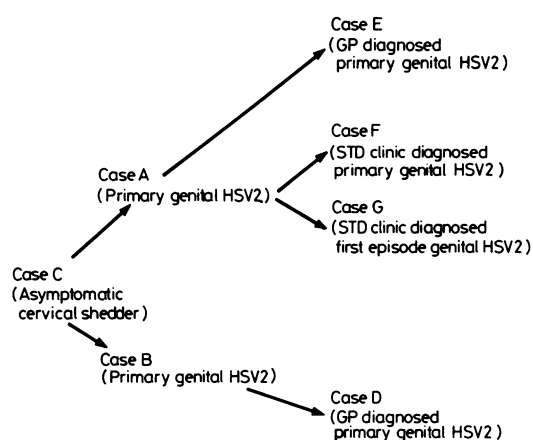 Case E
(GP diagnosed
primary genital HSV2)
Case F
(STD clinic diagnosed
primary genital HSV2)
Case A
(Primary genital HSV2)
Case G
(STD clinic diagnosed
first episode genital HSV2)
Case C
(Asymptomatic
cervical shedder)
Case B
(Primary genital HSV2)
Case D
(GP diagnosed
primary genital HSV2)